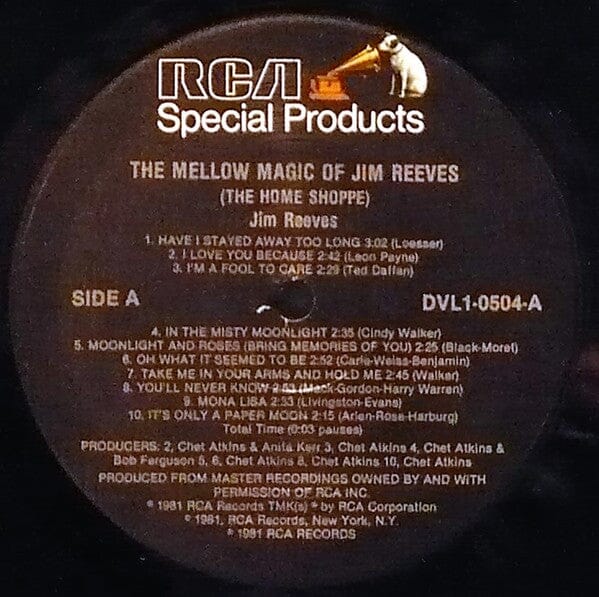 RCA
Special Products
THE MELLOW MAGIC OF JIM REEVES
(THE HOME SHOPPE)
Jim Reeves
1. HAVE I STAYED AWAY TOO LONG 3:02 (Loesser)
2. I LOVE YOU BECAUSE 2:42 (Leon Payne)
3. I'M A FOOL TO CARE 2:29 (Ted Daffan)
SIDE A DVL1-0504-A
4. IN THE MISTY MOONLIGHT 2:35 (Cindy Walker)
5. MOONLIGHT AND ROSES (BRING MEMORIES OF YOU) 2:25 (Black-Moret)
6. OH WHAT IT SEEMED TO BE 2:52 (Carle-Weiss-Benjamin)
7. TAKE ME IN YOUR ARMS AND HOLD ME 2:45 (Walker)
8. YOU'LL NEVER KNOW 2:53 (Mack-Gordon-Harry Warren)
9. MONA LISA 2:33 (Livingston-Evans)
10. IT'S ONLY A PAPER MOON 2:15 (Arlen-Rose-Harburg)
Total Time (0:03 pauses)
PRODUCERS: 2, Chet Atkins & Anita Kerr 3, Chet Atkins 4, Chet Atkins &
Bob Ferguson 5, 6, Chet Atkins 8, Chet Atkins 10, Chet Atkins
PRODUCED FROM MASTER RECORDINGS OWNED BY AND WITH
PERMISSION OF RCA INC.
1981 RCA Records TMK(s) ® by RCA Corporation
1981, RCA Records, New York, N.Y.
1981 RCA RECORDS